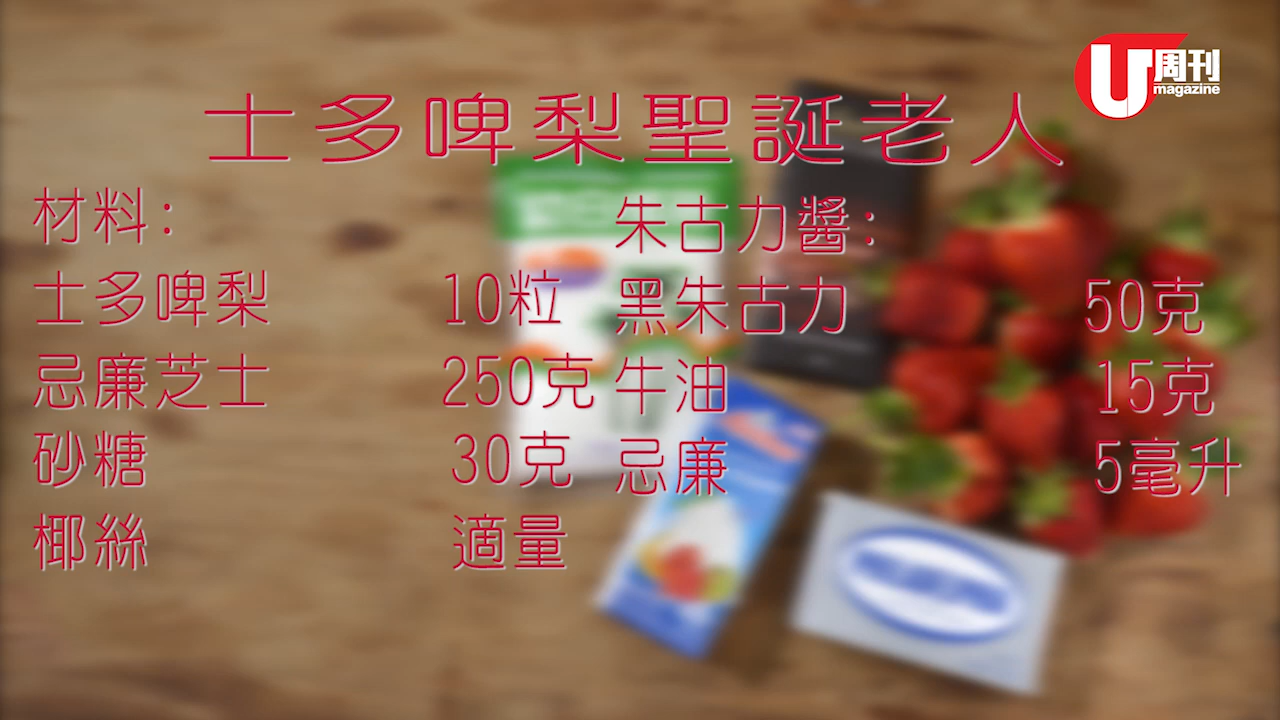 U周刊
magazine
士多啤梨聖誕老人
材料:
士多啤梨 10粒
忌廉芝士 250克
砂糖 30克
椰絲 適量
朱古力醬:
黑朱古力 50克
牛油 15克
忌廉 5毫升